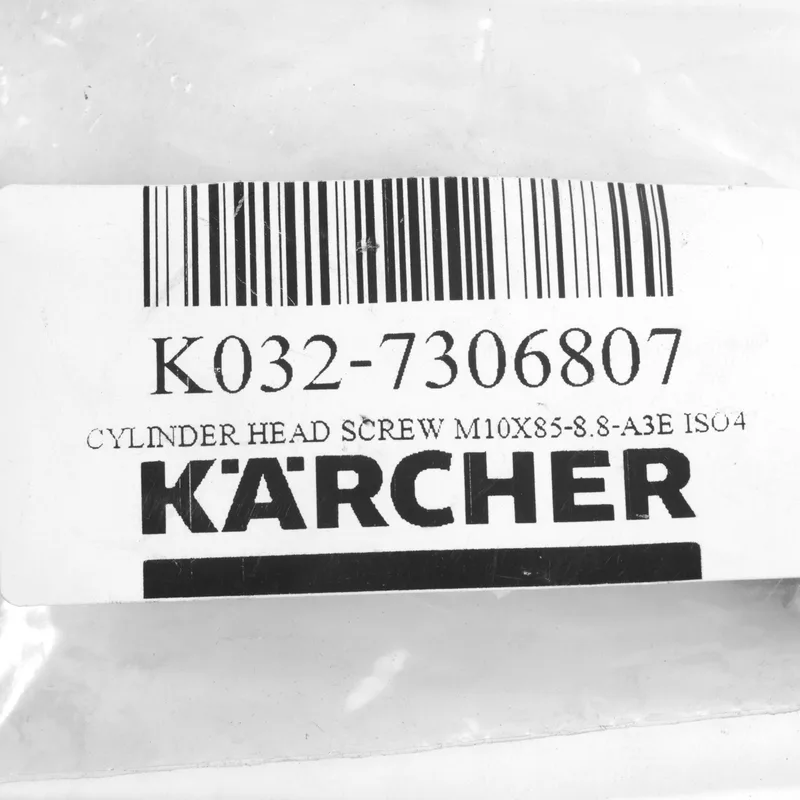 K032-7306807
CYLINDER HEAD SCREW M10X85-8.8-A3E ISO4
KÄRCHER